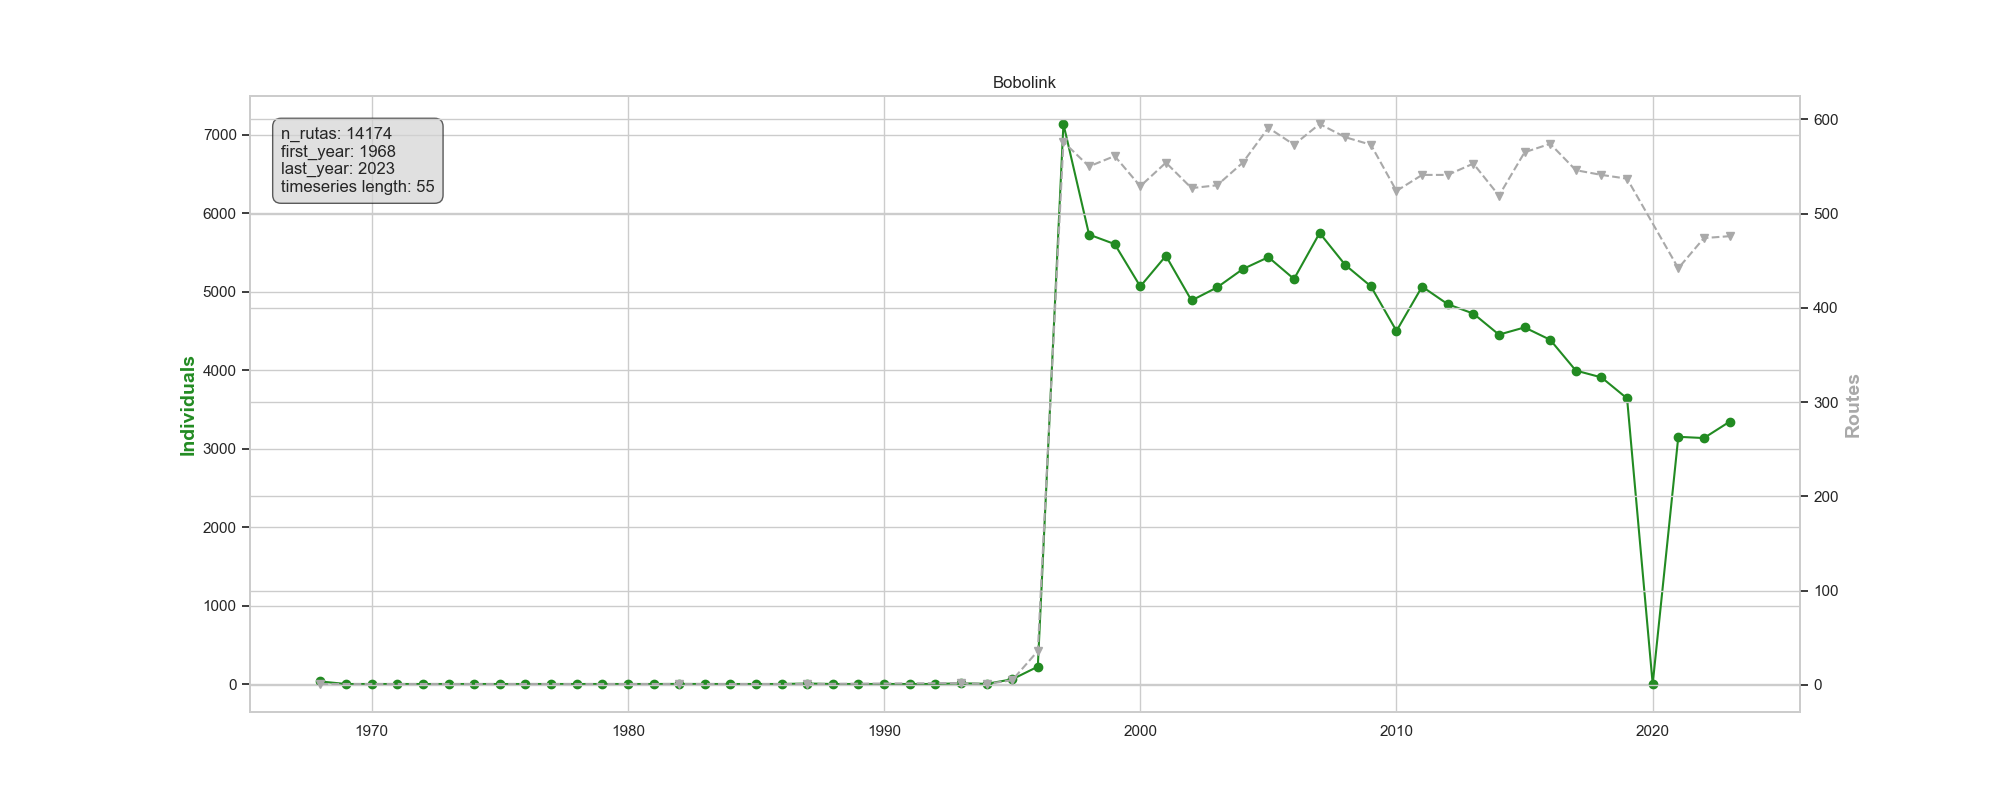 Bobolink
n_rutas: 14174
first_year: 1968
last_year: 2023
timeseries length: 55
Individuals
7000
6000
5000
4000
3000
2000
1000
0
600
500
400
300
200
100
0
Routes
1970 1980 1990 2000 2010 2020